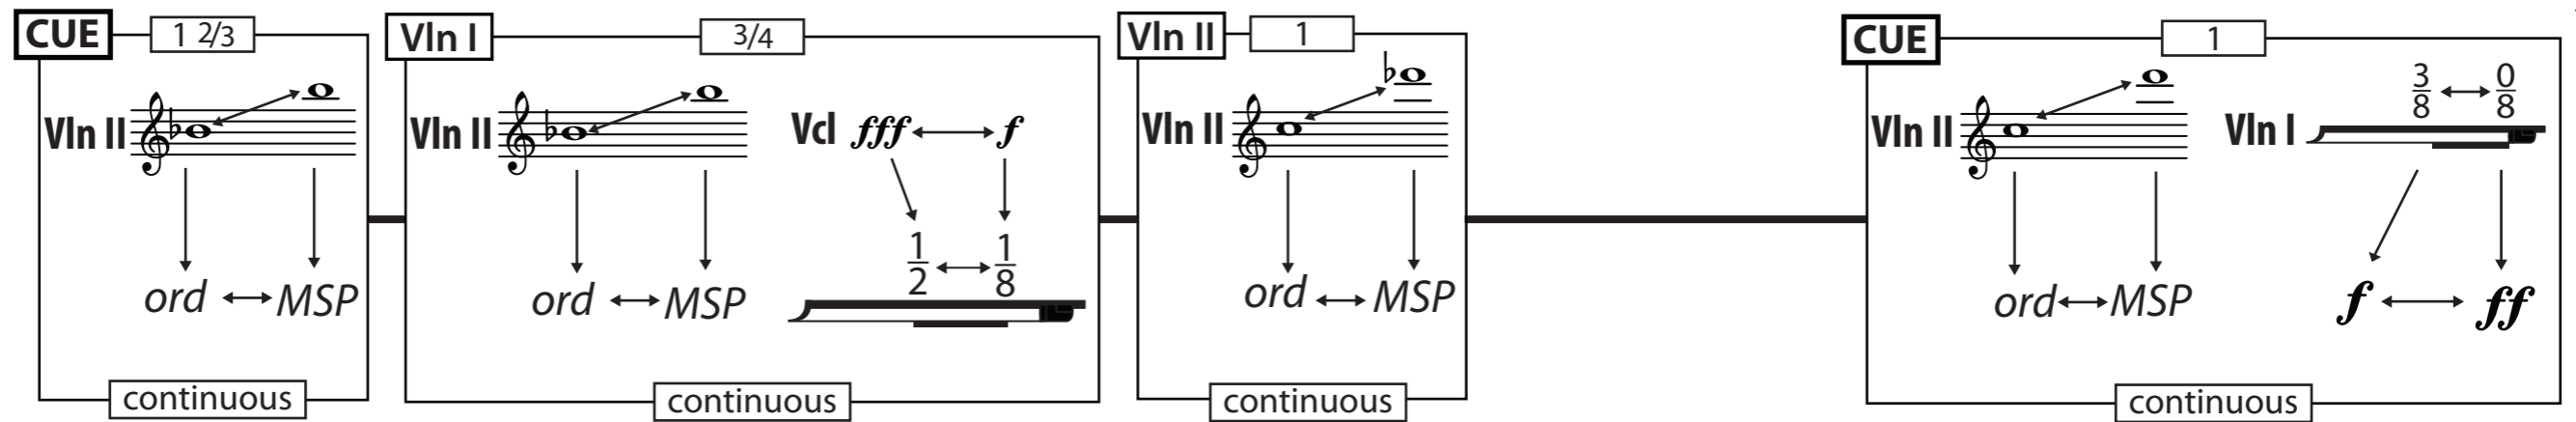 CUE 1 2/3
Vln II
ord MSP
continuous
Vln I 3/4
Vln II Vcl fff f
1/2 1/8
ord MSP
continuous
Vln II 1
Vln II
ord MSP
continuous
CUE 1
3/8 0/8
Vln II Vln I
ord MSP f ff
continuous